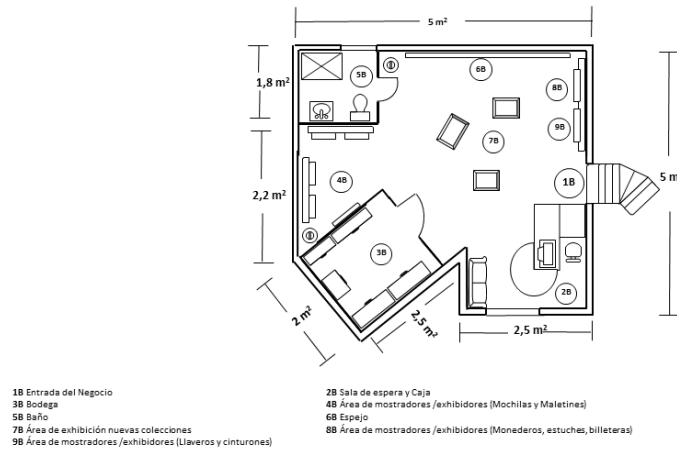 5 m²
1,8 m²
5B
6B
8B
9B
7B
2,2 m²
4B
1B
5 m
3B
2B
2 m²
2,5 m²
2,5 m²
1B Entrada del Negocio
2B Sala de espera y Caja
3B Bodega
4B Área de mostradores /exhibidores (Mochilas y Maletines)
5B Baño
6B Espejo
7B Área de exhibición nuevas colecciones
8B Área de mostradores /exhibidores (Monederos, estuches, billeteras)
9B Área de mostradores /exhibidores (Llaveros y cinturones)